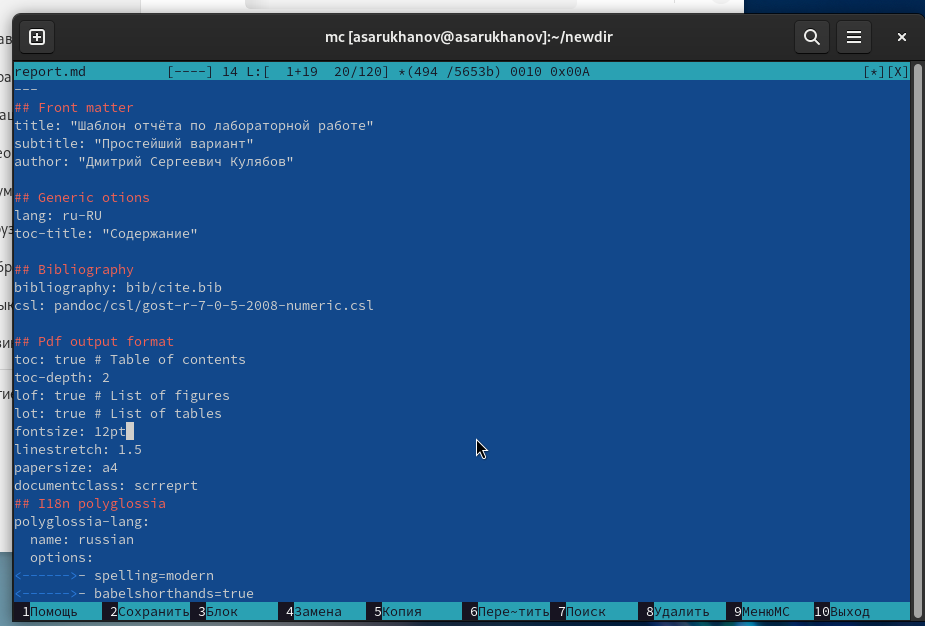 mc [asarukhanov@asarukhanov]:~/newdir
report.md [----] 14 L:[ 1+19 20/120] *(494 /5653b) 0010 0x00A [*][X]
---
## Front matter
title: "Шаблон отчёта по лабораторной работе"
subtitle: "Простейший вариант"
author: "Дмитрий Сергеевич Кулябов"
## Generic otions
lang: ru-RU
toc-title: "Содержание"
## Bibliography
bibliography: bib/cite.bib
csl: pandoc/csl/gost-r-7-0-5-2008-numeric.csl
## Pdf output format
toc: true # Table of contents
toc-depth: 2
lof: true # List of figures
lot: true # List of tables
fontsize: 12pt
linestretch: 1.5
papersize: a4
documentclass: scrreprt
## I18n polyglossia
polyglossia-lang:
  name: russian
  options:
<------>- spelling=modern
<------>- babelshorthands=true
1Помощь 2Сохранить 3Блок 4Замена 5Копия 6Пере~тить 7Поиск 8Удалить 9МенюMC 10Выход